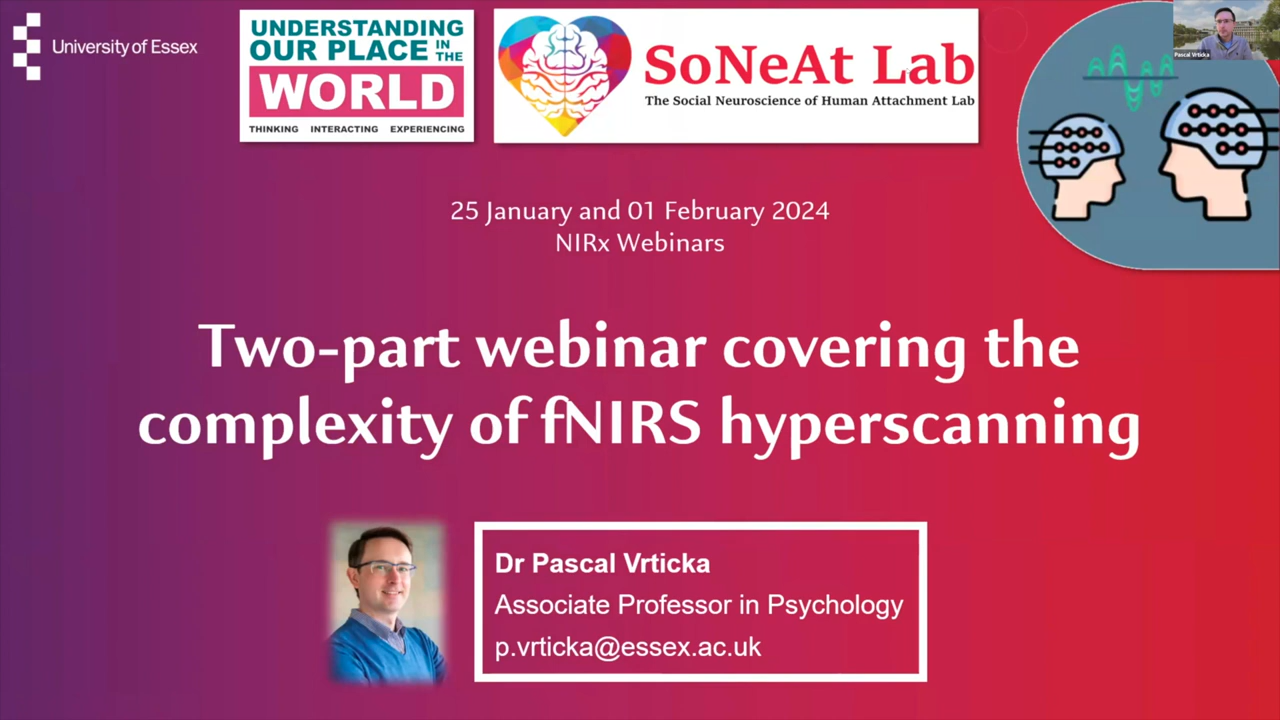 University of Essex
UNDERSTANDING
OUR PLACE IN THE
WORLD
THINKING INTERACTING EXPERIENCING
SoNeAt Lab
The Social Neuroscience of Human Attachment Lab
Pascal Vrticka
25 January and 01 February 2024
NIRx Webinars
Two-part webinar covering the
complexity of fNIRS hyperscanning
Dr Pascal Vrticka
Associate Professor in Psychology
p.vrticka@essex.ac.uk